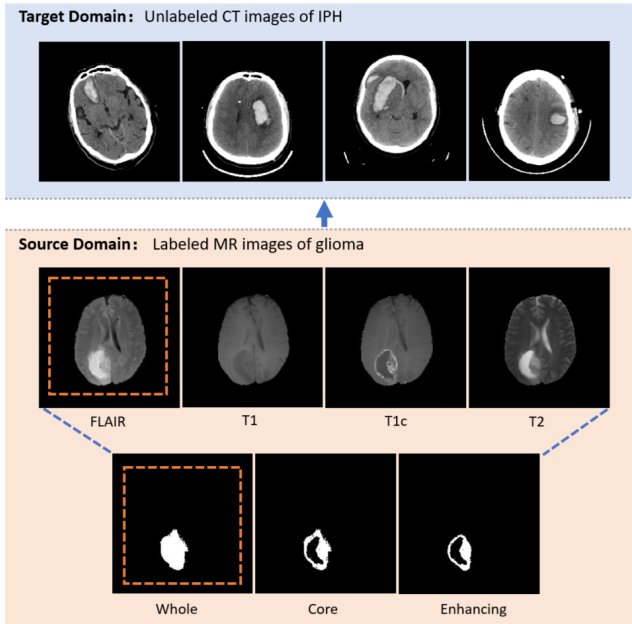 Target Domain: Unlabeled CT images of IPH
Source Domain: Labeled MR images of glioma
FLAIR T1 T1c T2
Whole Core Enhancing